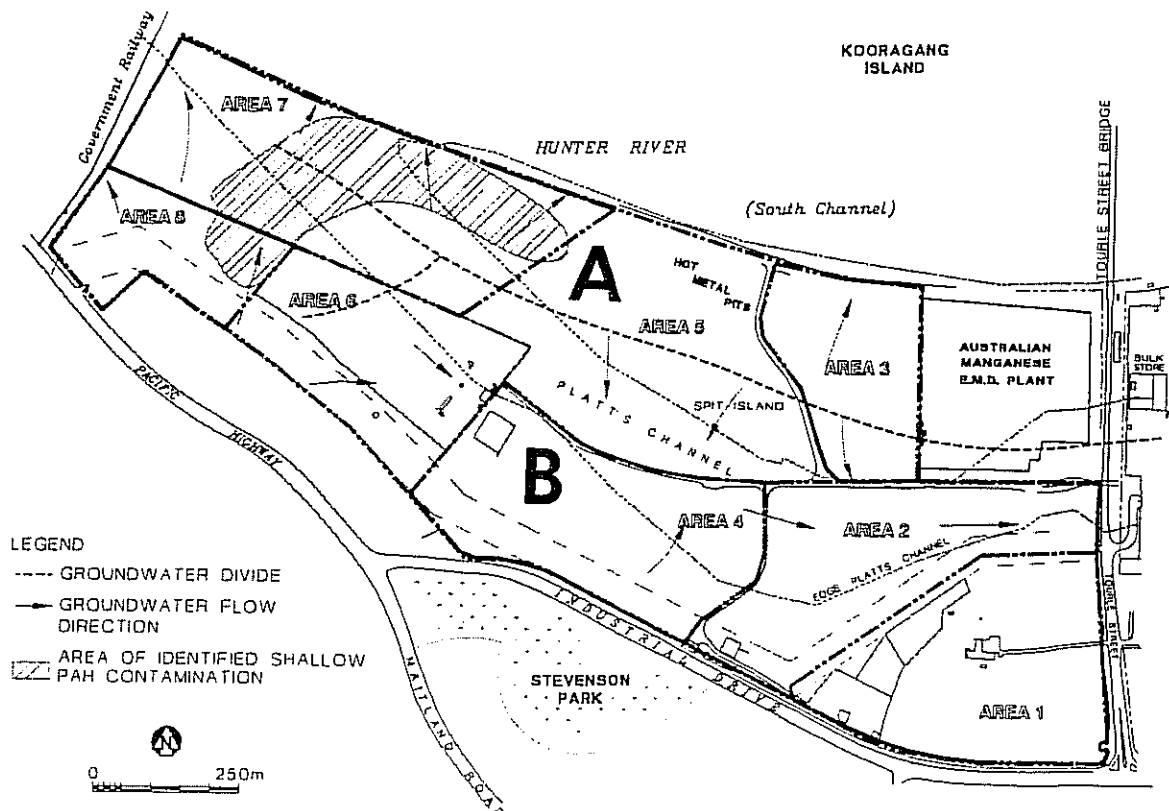 KOORAGANG
ISLAND
Government Railway
AREA 7
HUNTER RIVER
(South Channel)
TOURLE STREET BRIDGE
AREA 8
A
HOT
METAL
PITS
AREA 6
AREA 5
AREA 3
AUSTRALIAN
MANGANESE
E.M.D. PLANT
BULK
STORE
SPIT ISLAND
PLATTS CHANNEL
PACIFIC
HIGHWAY
B
AREA 4
AREA 2
EDGE PLATTS CHANNEL
LEGEND
GROUNDWATER DIVIDE
GROUNDWATER FLOW
DIRECTION
AREA OF IDENTIFIED SHALLOW
PAH CONTAMINATION
INDUSTRIAL DRIVE
TOURLE STREET
STEVENSON
PARK
AREA 1
MAITLAND ROAD
N
0 250m